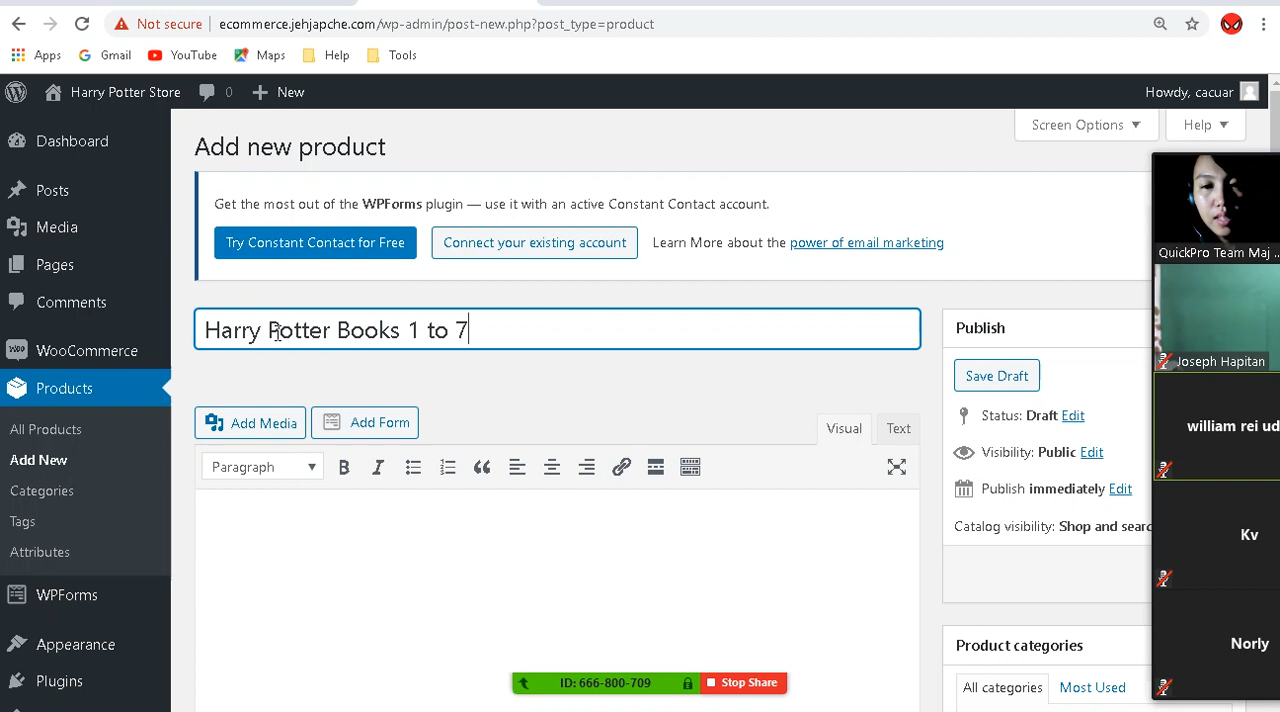 Not secure
ecommerce.jehjapche.com/wp-admin/post-new.php?post_type=product
Apps
Gmail
YouTube
Maps
Help
Tools
Harry Potter Store
0
New
Howdy, cacuar
Dashboard
Posts
Media
Pages
Comments
WooCommerce
Products
All Products
Add New
Categories
Tags
Attributes
WPForms
Appearance
Plugins
Screen Options
Help
Add new product
Get the most out of the WPForms plugin — use it with an active Constant Contact account.
Try Constant Contact for Free
Connect your existing account
Learn More about the power of email marketing
Harry Potter Books 1 to 7
Add Media
Add Form
Visual
Text
Paragraph
Publish
Save Draft
Status: Draft Edit
Visibility: Public Edit
Publish immediately Edit
Catalog visibility: Shop and searc
Product categories
All categories
Most Used
QuickPro Team Maj ...
Joseph Hapitan
william rei ud
Kv
Norly
ID: 666-800-709
Stop Share